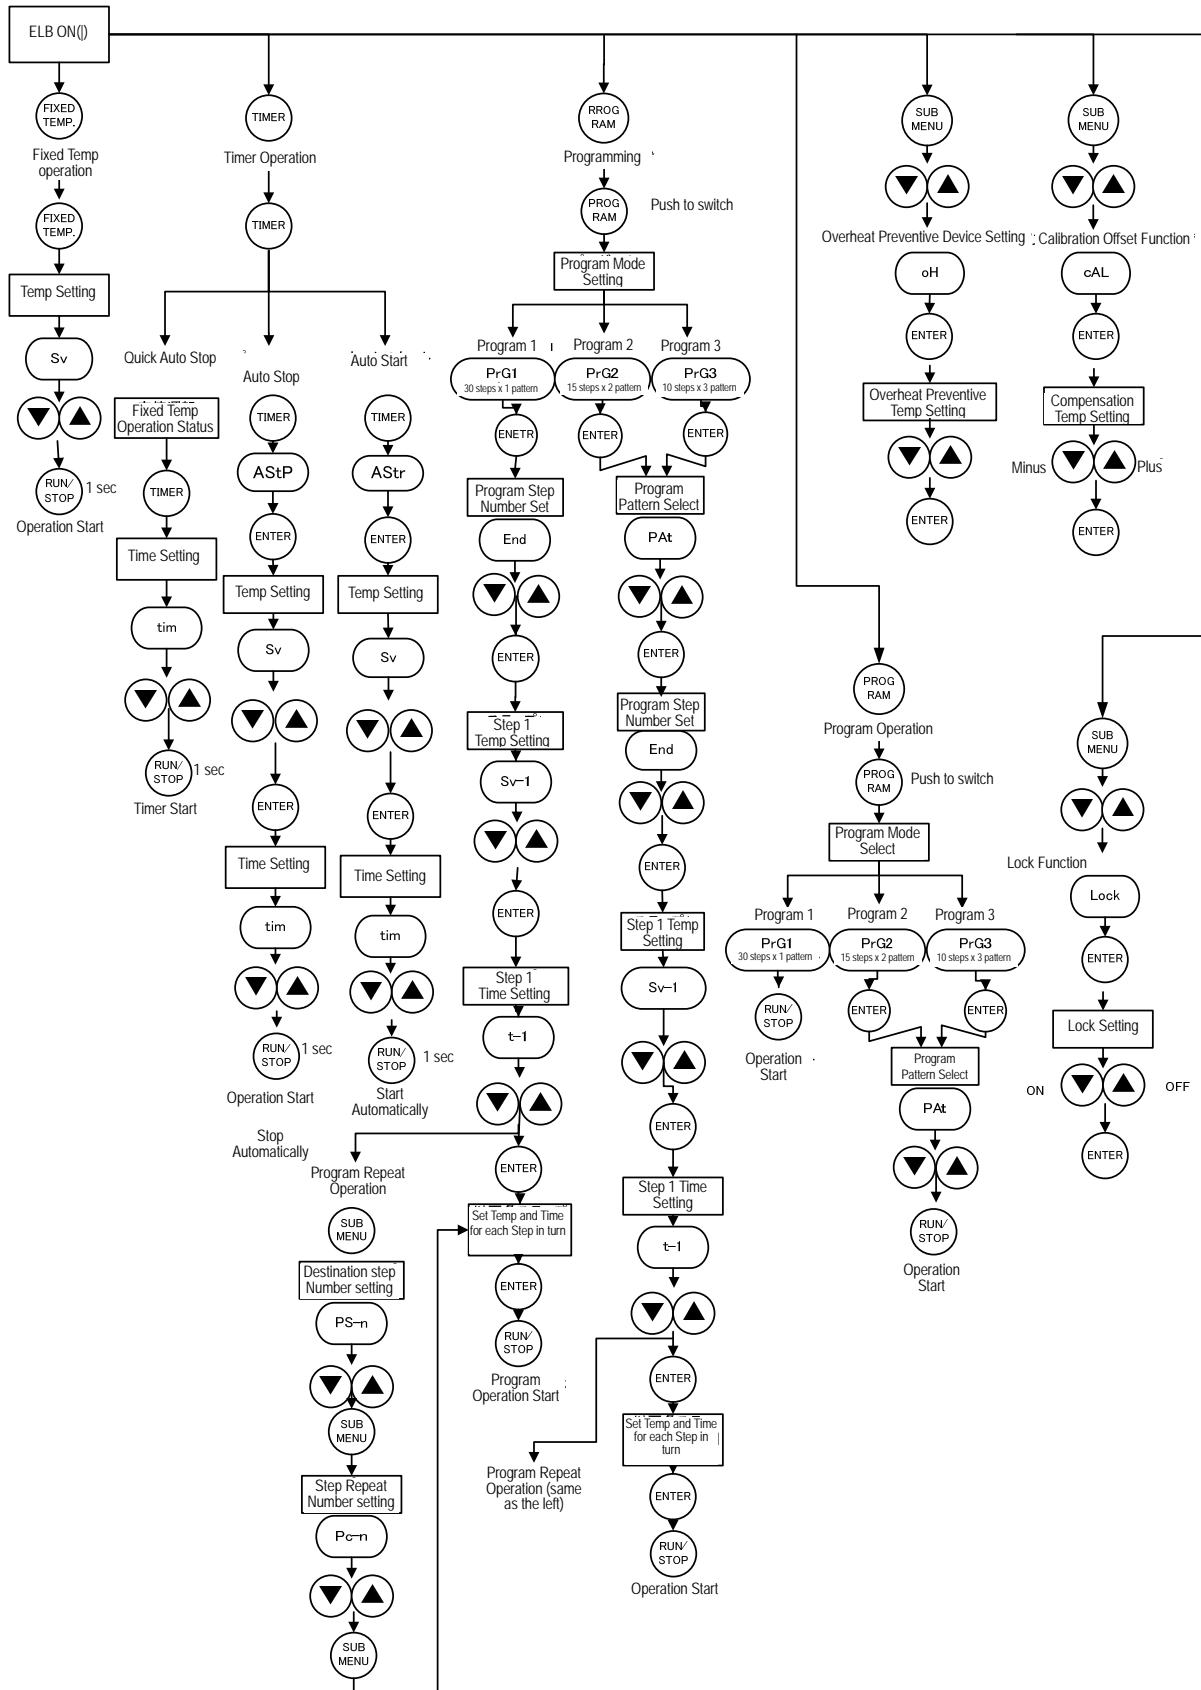 ELB ON(|)
FIXED
TEMP.
Fixed Temp
operation
FIXED
TEMP.
Temp Setting
Sv
RUN/
STOP
1 sec
Operation Start
TIMER
Timer Operation
TIMER
Quick Auto Stop
Fixed Temp
Operation Status
TIMER
Time Setting
tim
RUN/
STOP
1 sec
Timer Start
Auto Stop
TIMER
AStP
ENTER
Temp Setting
Sv
ENTER
Time Setting
tim
RUN/
STOP
1 sec
Operation Start
Stop
Automatically
Auto Start
TIMER
AStr
ENTER
Temp Setting
Sv
ENTER
Time Setting
tim
RUN/
STOP
1 sec
Start
Automatically
RROG
RAM
Programming
PROG
RAM
Push to switch
Program Mode
Setting
Program 1
PrG1
30 steps x 1 pattern
Program 2
PrG2
15 steps x 2 pattern
Program 3
PrG3
10 steps x 3 pattern
ENETR
ENTER
ENTER
Program Step
Number Set
End
ENTER
Step 1
Temp Setting
Sv-1
ENTER
Step 1
Time Setting
t-1
ENTER
Set Temp and Time
for each Step in turn
ENTER
RUN/
STOP
Program
Operation Start
Program Repeat
Operation
SUB
MENU
Destination step
Number setting
PS-n
SUB
MENU
Step Repeat
Number setting
Pc-n
SUB
MENU
Program
Pattern Select
PAt
ENTER
Program Step
Number Set
End
ENTER
Step 1 Temp
Setting
Sv-1
ENTER
Step 1 Time
Setting
t-1
ENTER
Set Temp and Time
for each Step in
turn
ENTER
RUN/
STOP
Operation Start
Program Repeat
Operation (same
as the left)
PROG
RAM
Program Operation
PROG
RAM
Push to switch
Program Mode
Select
Program 1
PrG1
30 steps x 1 pattern
Program 2
PrG2
15 steps x 2 pattern
Program 3
PrG3
10 steps x 3 pattern
RUN/
STOP
Operation
Start
ENTER
ENTER
Program
Pattern Select
PAt
RUN/
STOP
Operation
Start
SUB
MENU
Overheat Preventive Device Setting
oH
ENTER
Overheat Preventive
Temp Setting
ENTER
SUB
MENU
Calibration Offset Function
cAL
ENTER
Compensation
Temp Setting
Minus
Plus
ENTER
SUB
MENU
Lock Function
Lock
ENTER
Lock Setting
ON
OFF
ENTER